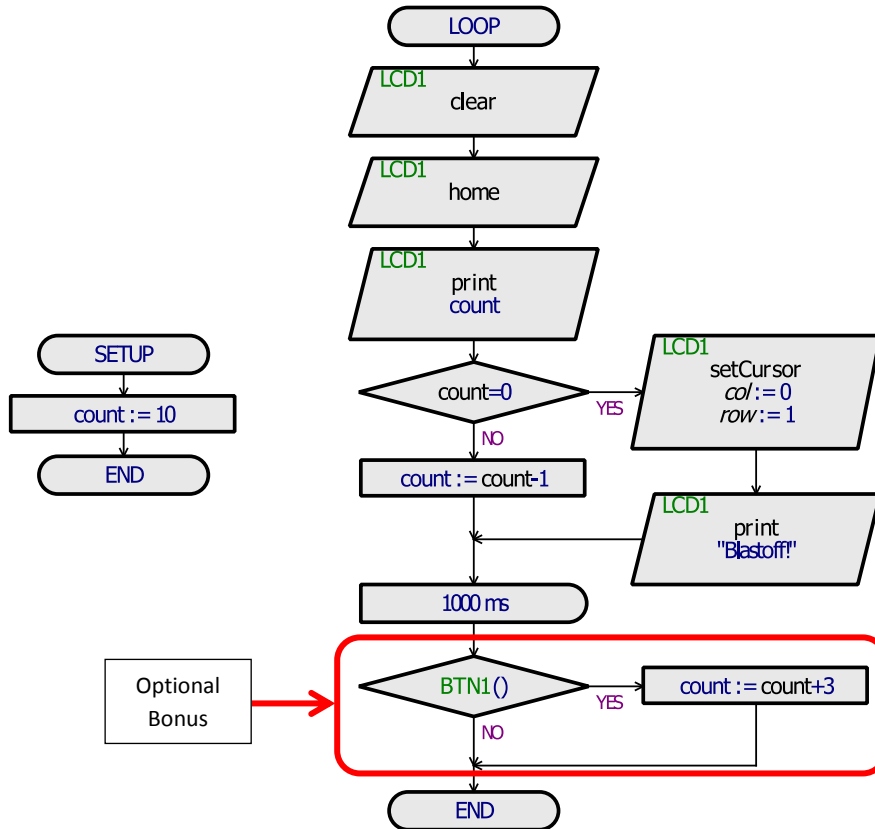 LOOP
LCD1
clear
LCD1
home
LCD1
print
count
SETUP
count := 10
END
count=0
YES
NO
LCD1
setCursor
col := 0
row := 1
count := count-1
LCD1
print
"Blastoff!"
1000 ms
Optional
Bonus
BTN1()
YES
NO
count := count+3
END